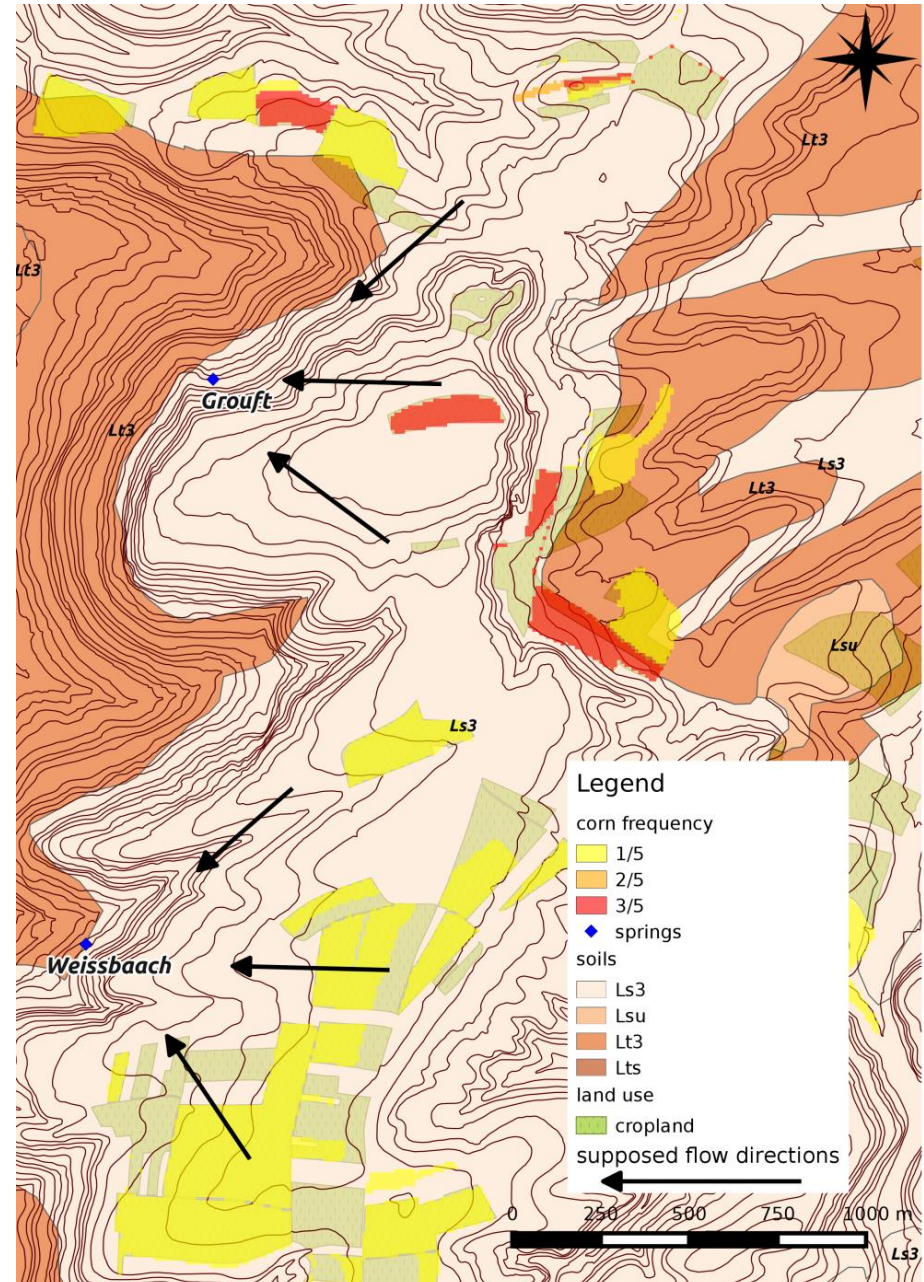 Lt3
Lt3
Grouft
Lt3
Ls3
Lt3
Lsu
Ls3
Legend
corn frequency
1/5
2/5
3/5
springs
soils
Ls3
Lsu
Lt3
Lts
land use
cropland
supposed flow directions
Weissbaach
0 250 500 750 1000 m
Ls3